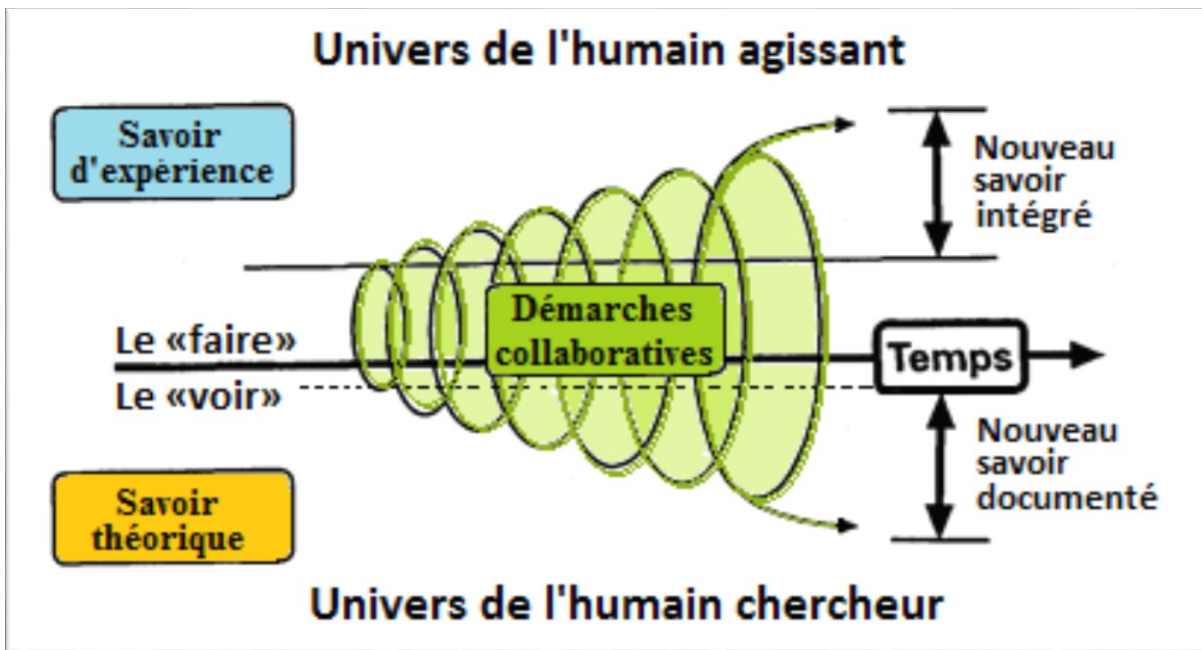 Univers de l'humain agissant
Savoir
d'expérience
Nouveau
savoir
intégré
Démarches
collaboratives
Le «faire»
Temps
Le «voir»
Nouveau
savoir
documenté
Savoir
théorique
Univers de l'humain chercheur